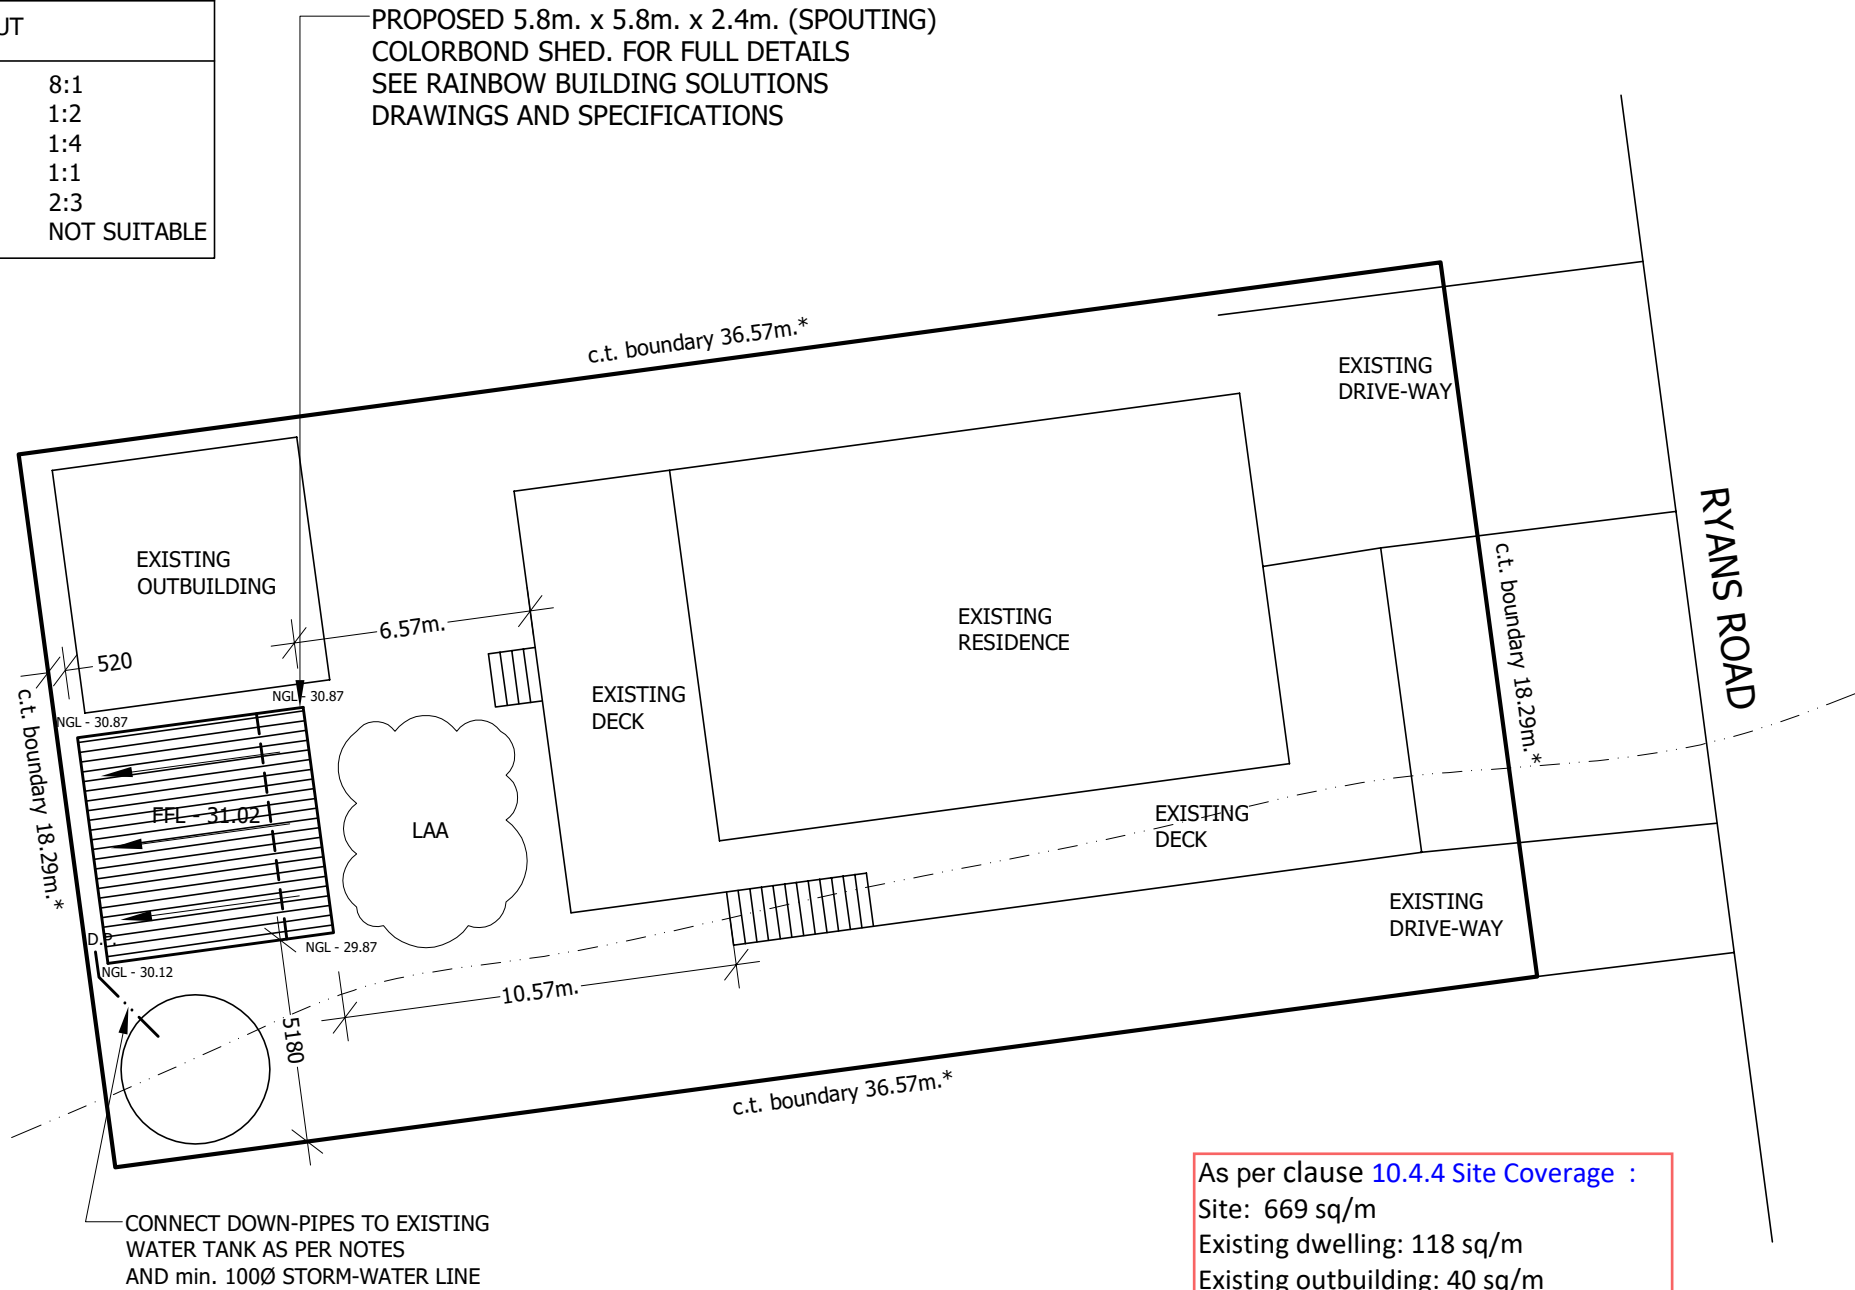 UT
8:1
1:2
1:4
1:1
2:3
NOT SUITABLE
PROPOSED 5.8m. x 5.8m. x 2.4m. (SPOUTING)
COLORBOND SHED. FOR FULL DETAILS
SEE RAINBOW BUILDING SOLUTIONS
DRAWINGS AND SPECIFICATIONS
c.t. boundary 36.57m.*
EXISTING
DRIVE-WAY
RYANS ROAD
EXISTING
OUTBUILDING
6.57m.
520
EXISTING
RESIDENCE
c.t. boundary 18.29m.*
EXISTING
DECK
NGL - 30.87
NGL - 30.87
c.t. boundary 18.29m.*
FFL - 31.02
LAA
EXISTING
DECK
EXISTING
DRIVE-WAY
D.P.
NGL - 29.87
NGL - 30.12
10.57m.
5180
c.t. boundary 36.57m.*
CONNECT DOWN-PIPES TO EXISTING
WATER TANK AS PER NOTES
AND min. 100Ø STORM-WATER LINE
As per clause 10.4.4 Site Coverage :
Site: 669 sq/m
Existing dwelling: 118 sq/m
Existing outbuilding: 40 sq/m